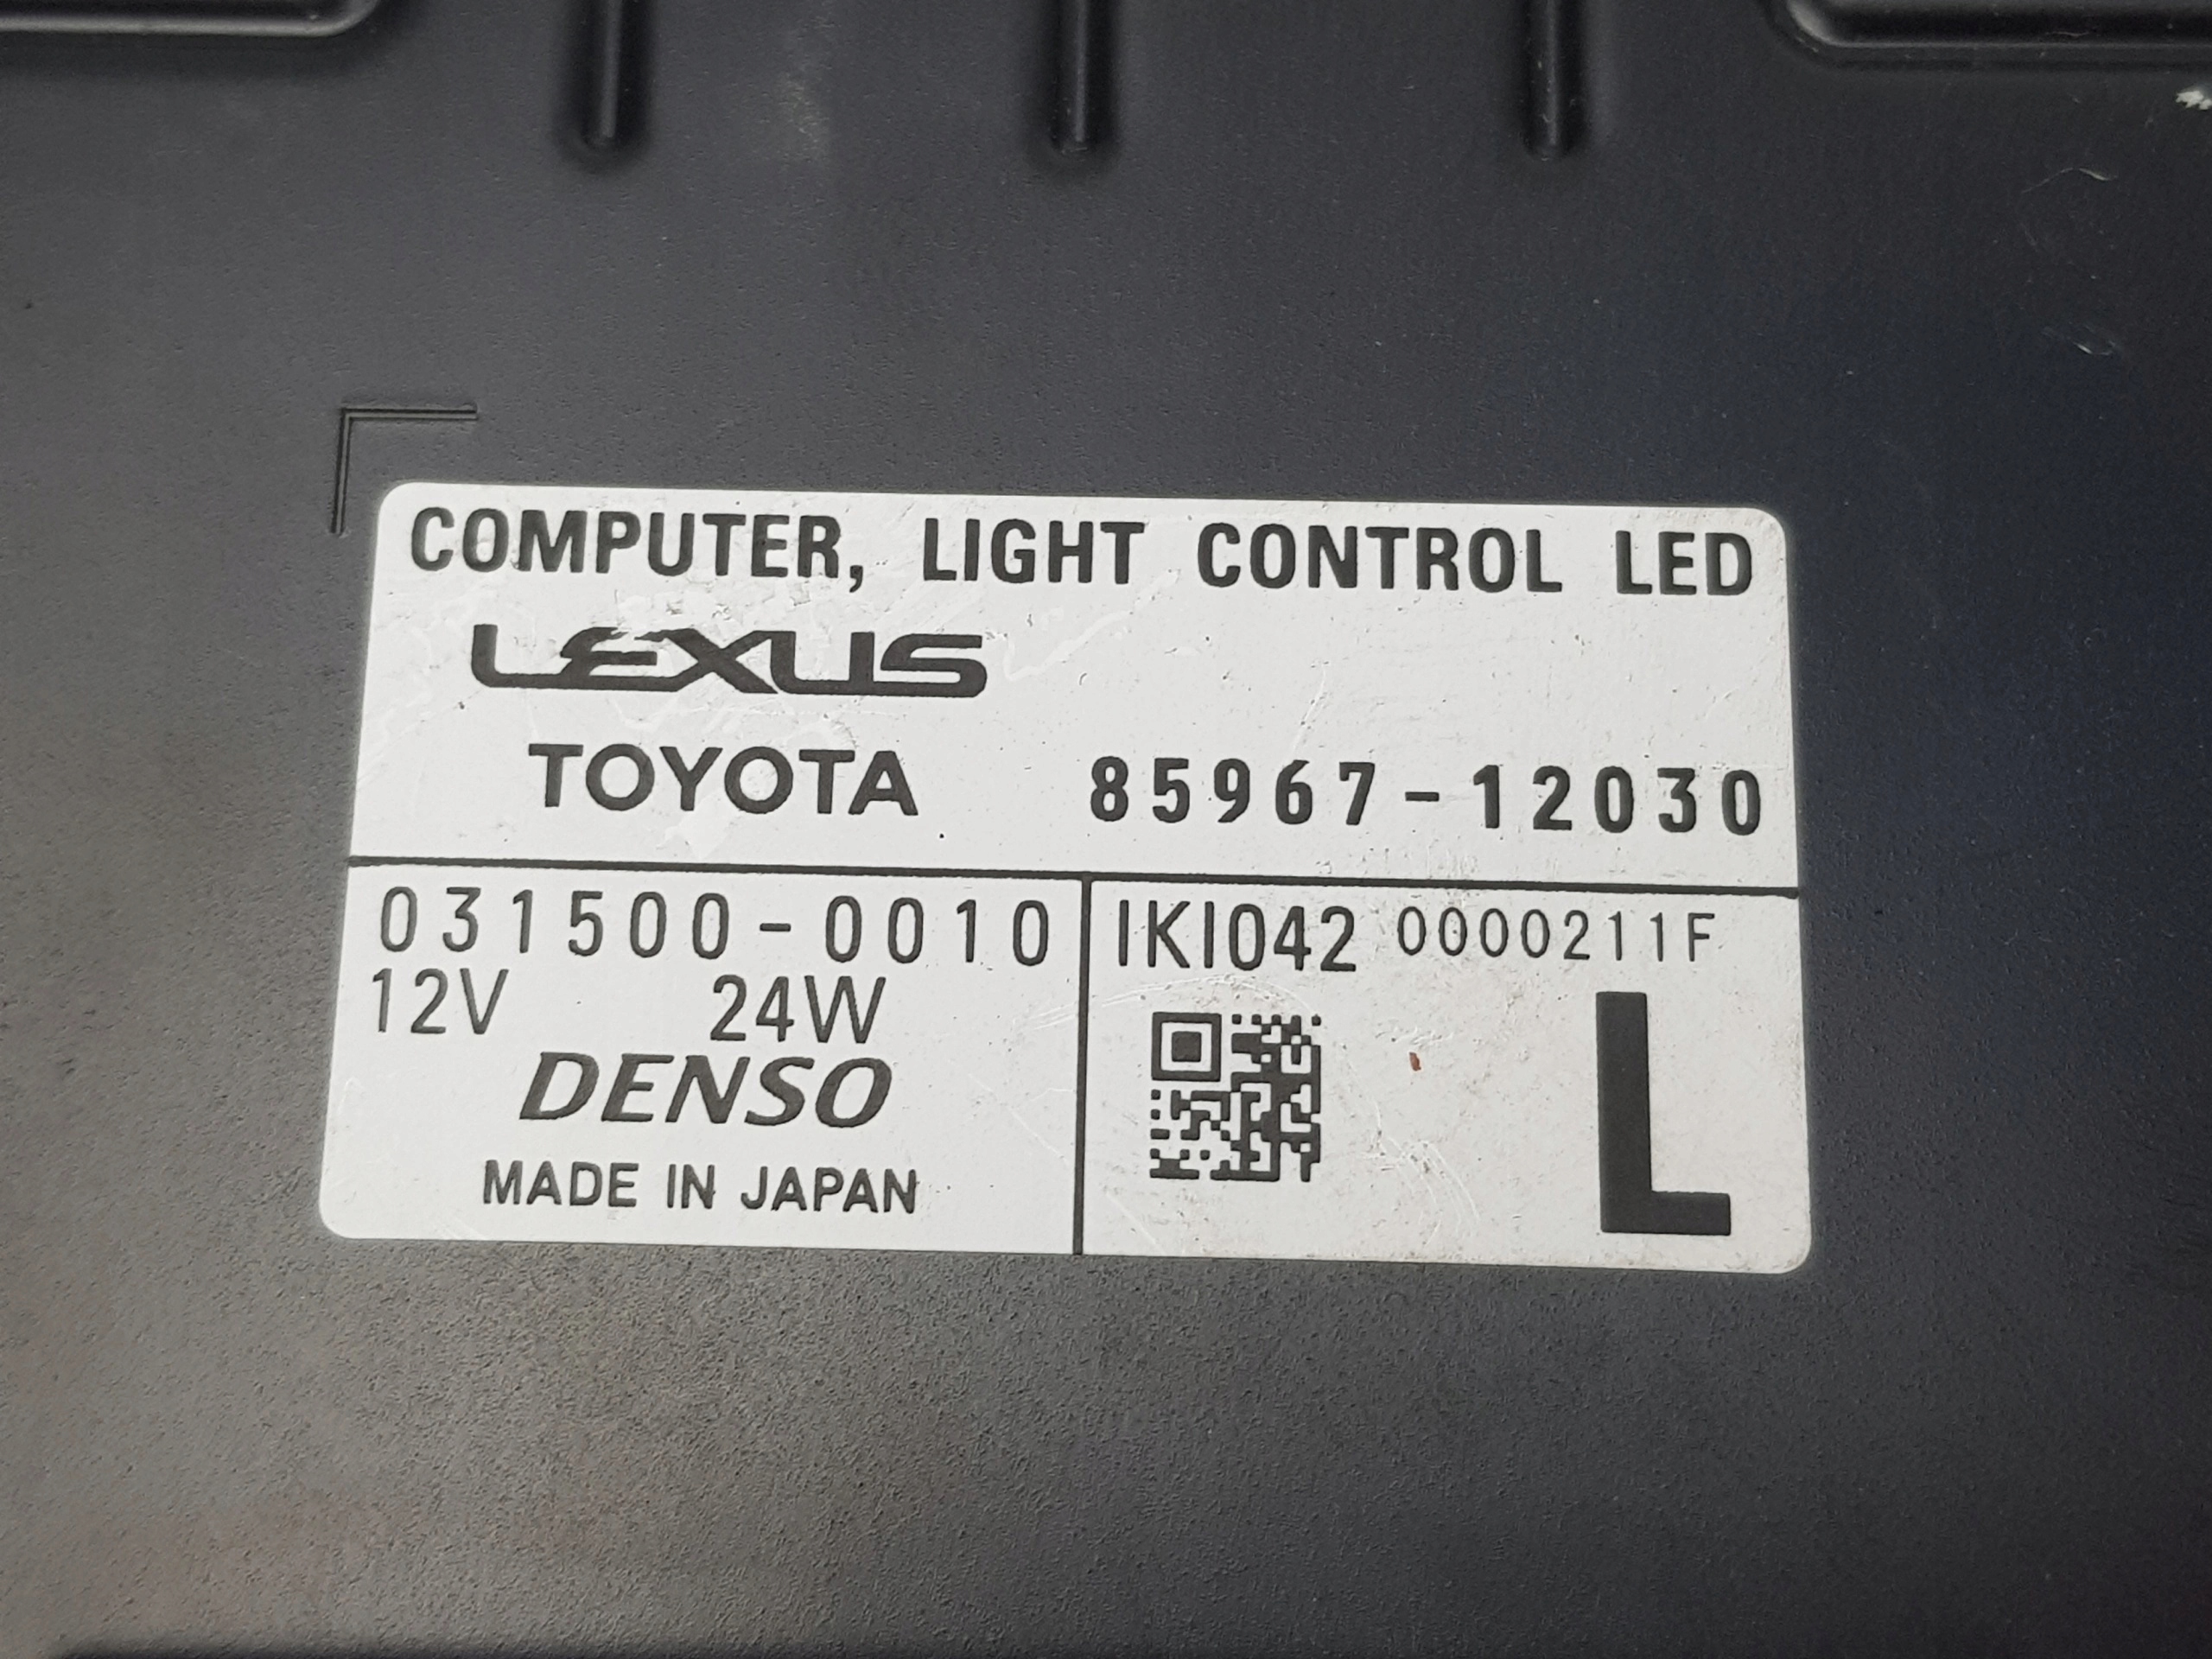 COMPUTER, LIGHT CONTROL LED
LEXUS
TOYOTA 85967-12030
031500-0010
12V 24W
DENSO
MADE IN JAPAN
IKI042 0000211F
L